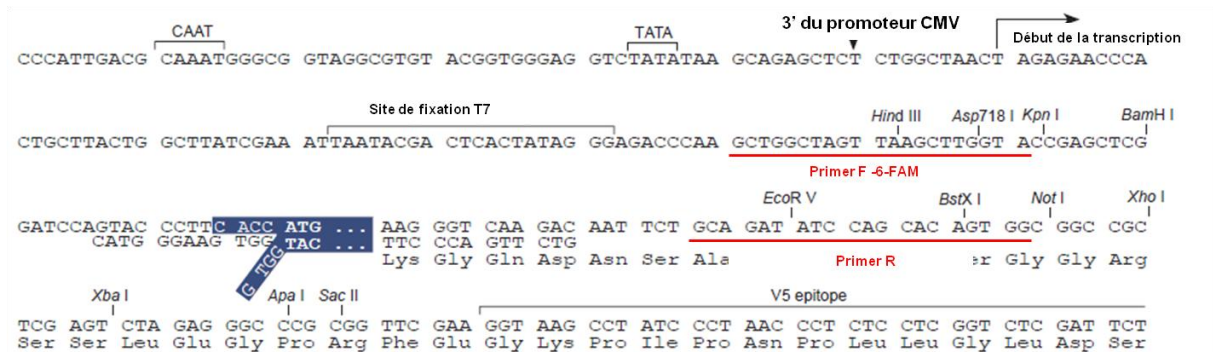 CAAT TATA 3' du promoteur CMV Début de la transcription
CCCATTGACG CAAATGGGCG GTAGGCGTGT ACGGTGGGAG GTCTATATAA GCAGAGCTCT CTGGCTAACT AGAGAACCCA
Site de fixation T7 Hind III Asp718 I Kpn I BamH I
CTGCTTACTG GCTTATCGAA ATTAATACGA CTCACTATAG GGAGACCCAA GCTGGCTAGT TAAGCTTGGT ACCGAGCTCG
Primer F -6-FAM
EcoR V BstX I Not I Xho I
GATCCAGTAC CCTTC ACC ATG ... AAG GGT CAA GAC AAT TCT GCA GAT ATC CAG CAC AGT GGC GGC CGC
CATG GGAAG TGG TAC ... TTC CCA GTT CTG
G TGG
Lys Gly Gln Asp Asn Ser Ala Primer R er Gly Gly Arg
Xba I Apa I Sac II V5 epitope
TCG AGT CTA GAG GGC CCG CGG TTC GAA GGT AAG CCT ATC CCT AAC CCT CTC CTC GGT CTC GAT TCT
Ser Ser Leu Glu Gly Pro Arg Phe Glu Gly Lys Pro Ile Pro Asn Pro Leu Leu Gly Leu Asp Ser